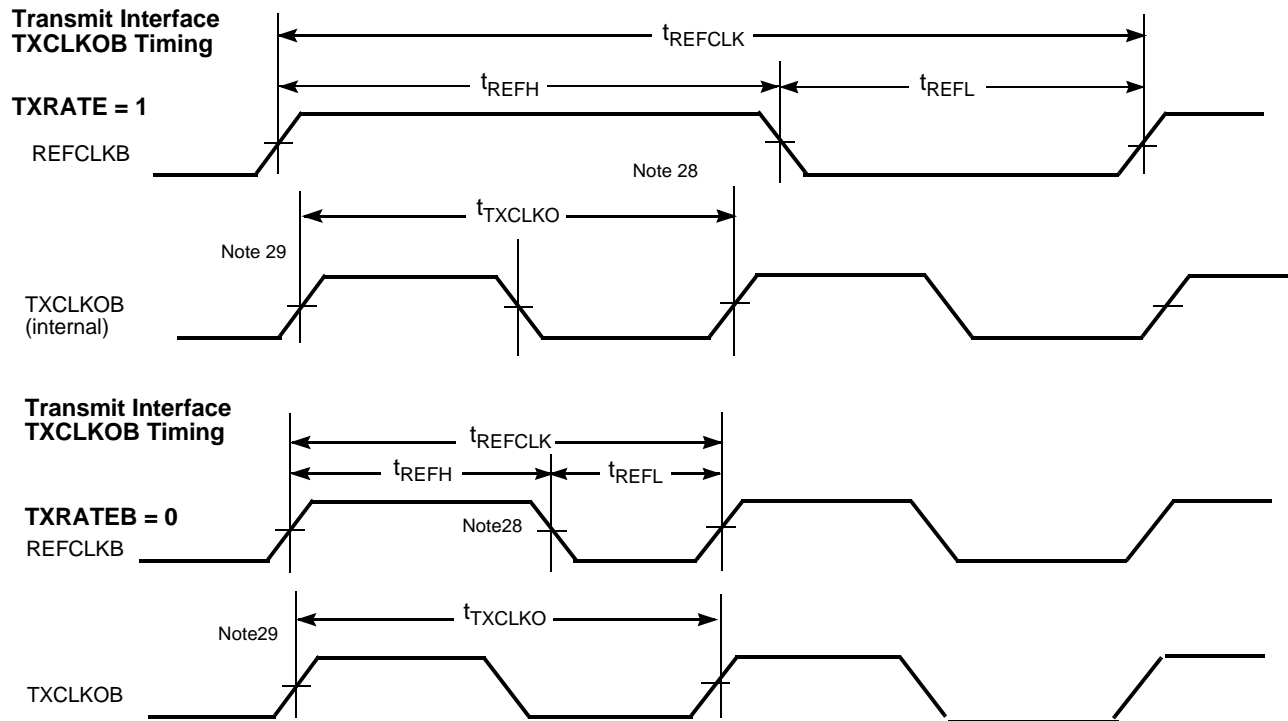 Transmit Interface
TXCLKOB Timing
tREFCLK
tREFH
tREFL
TXRATE = 1
REFCLKB
Note 28
tTXCLKO
Note 29
TXCLKOB
(internal)
Transmit Interface
TXCLKOB Timing
tREFCLK
tREFH
tREFL
TXRATEB = 0
Note28
REFCLKB
tTXCLKO
Note29
TXCLKOB